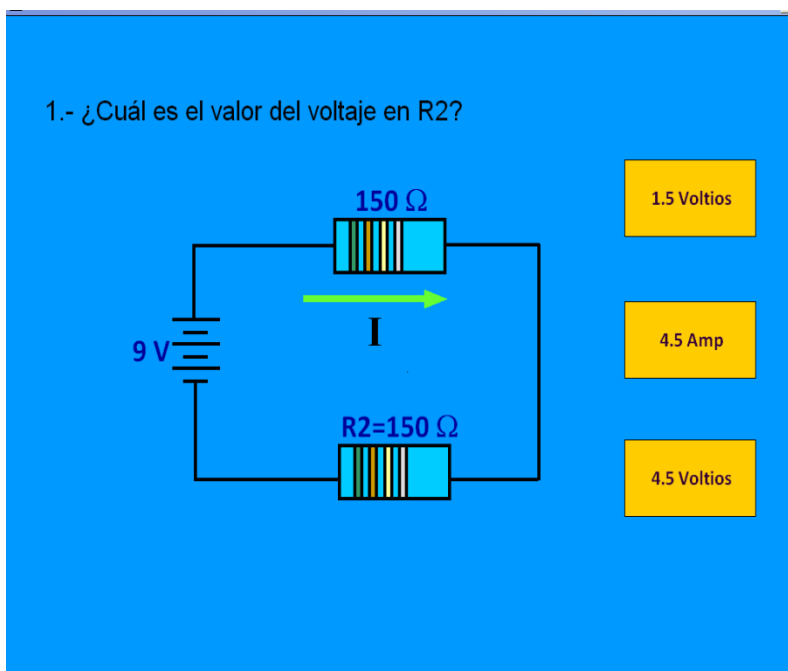 1.- ¿Cuál es el valor del voltaje en R2?
150 Ω
1.5 Voltios
I
9 V
4.5 Amp
R2=150 Ω
4.5 Voltios